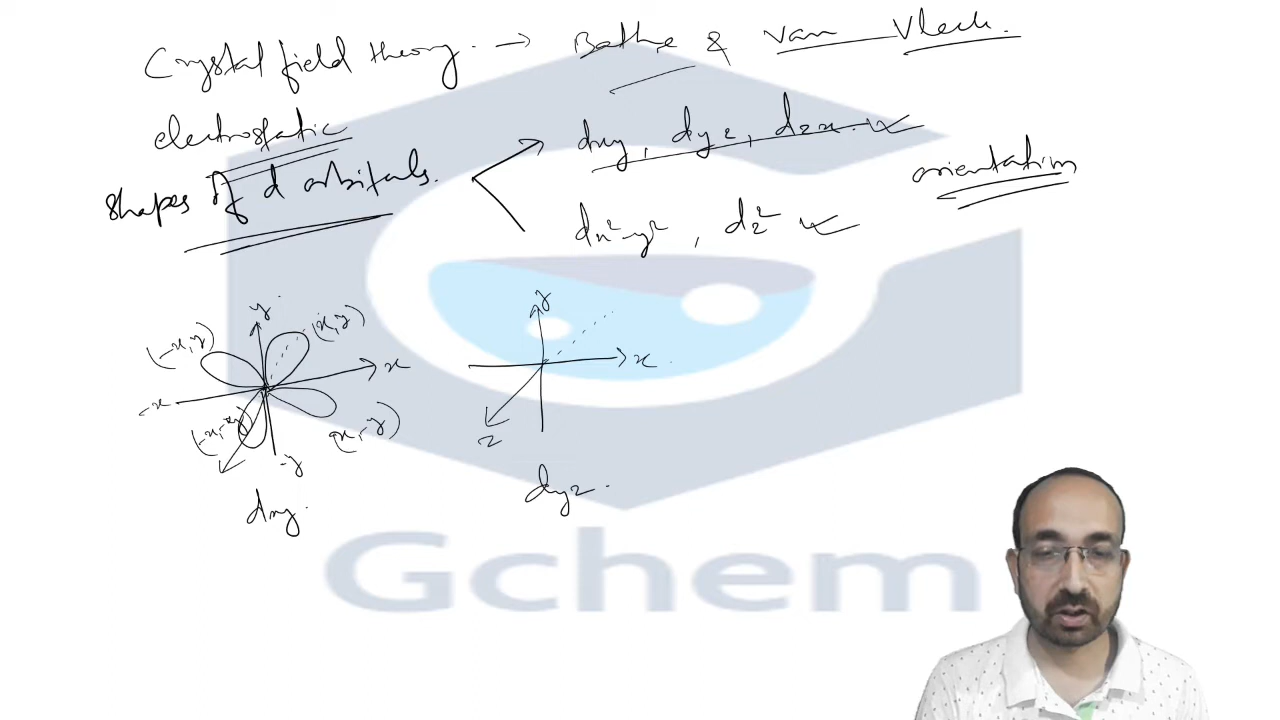 Crystal field theory. → Bathe & van Vleck.
electrostatic
shapes of d orbitals.
dxy, dyz, dzx.
dx²-y², dz²
orientation
y
(-x, y)
(x, y)
x
-x
(-x, -y)
(x, -y)
-y
dxy.
y
x
z
dyz.
Gchem